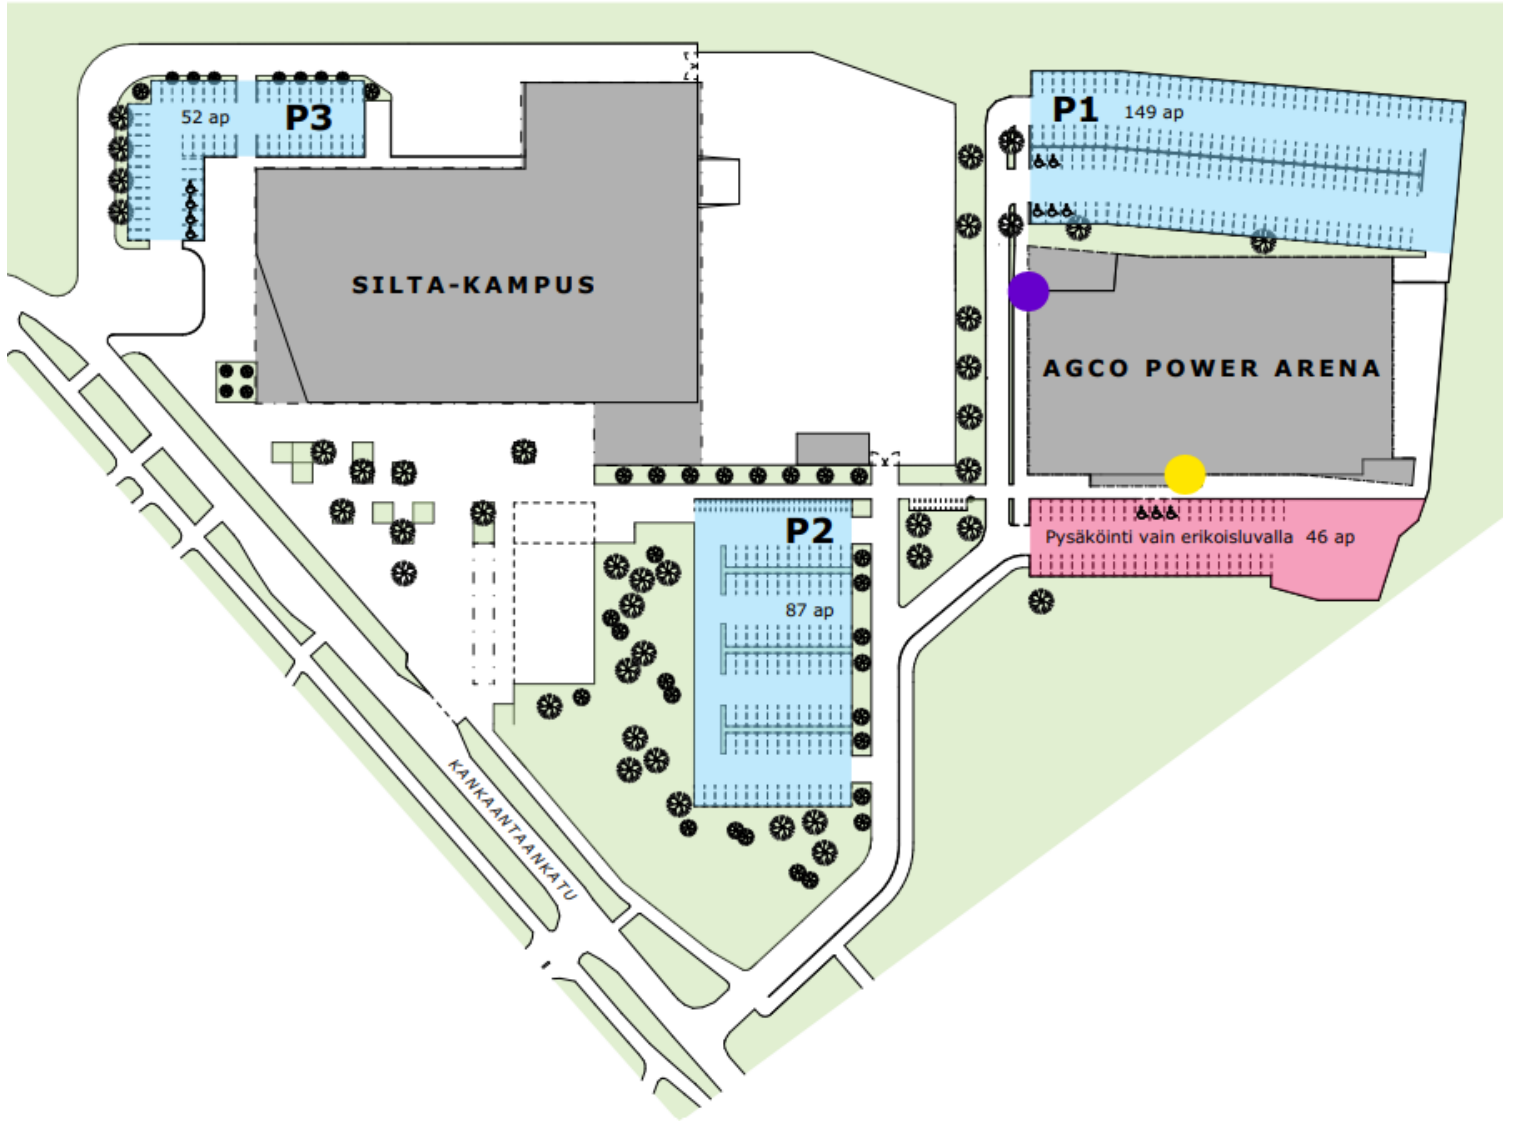 52 ap
P3
P1
149 ap
SILTA-KAMPUS
AGCO POWER ARENA
P2
Pysäköinti vain erikoisluvalla 46 ap
87 ap
KANKAANTAANKATU